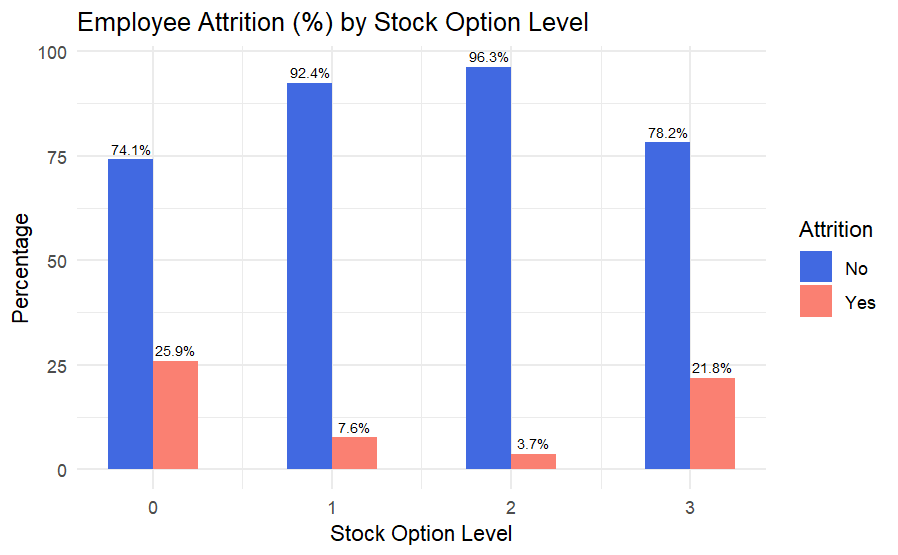 Employee Attrition (%) by Stock Option Level
100
75
50
25
0
Percentage
74.1%
25.9%
92.4%
7.6%
96.3%
3.7%
78.2%
21.8%
0
1
2
3
Stock Option Level
Attrition
No
Yes